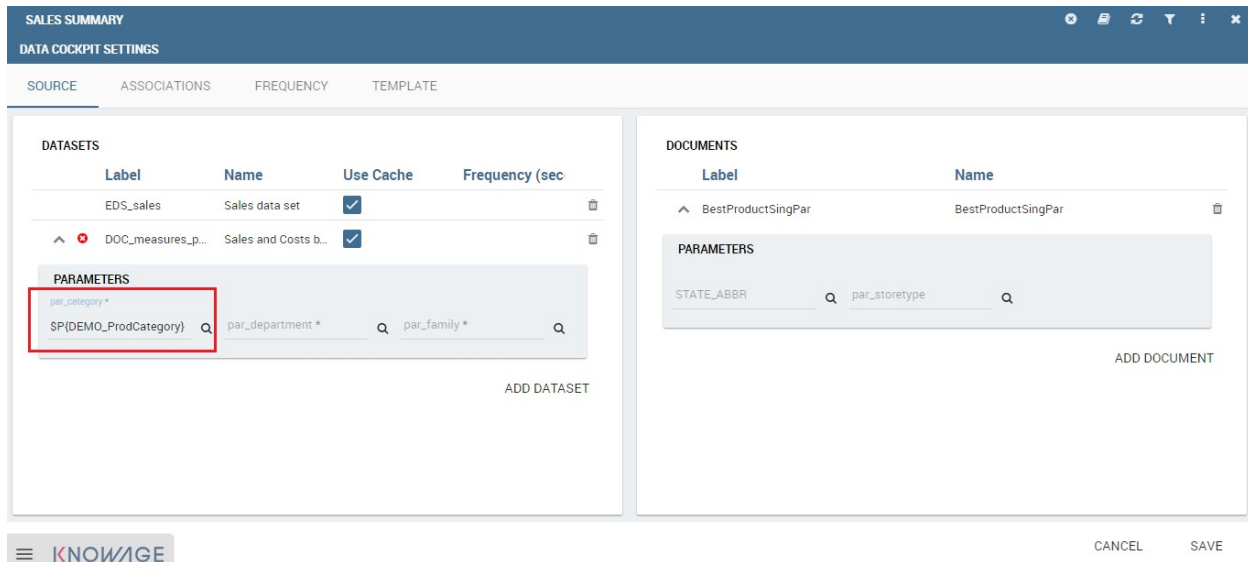 SALES SUMMARY
DATA COCKPIT SETTINGS
SOURCE ASSOCIATIONS FREQUENCY TEMPLATE
DATASETS
Label Name Use Cache Frequency (sec
EDS_sales Sales data set
DOC_measures_p... Sales and Costs b...
PARAMETERS
par_category *
$P{DEMO_ProdCategory} par_department * par_family *
ADD DATASET
DOCUMENTS
Label Name
BestProductSingPar BestProductSingPar
PARAMETERS
STATE_ABBR par_storetype
ADD DOCUMENT
KNOWAGE
CANCEL SAVE